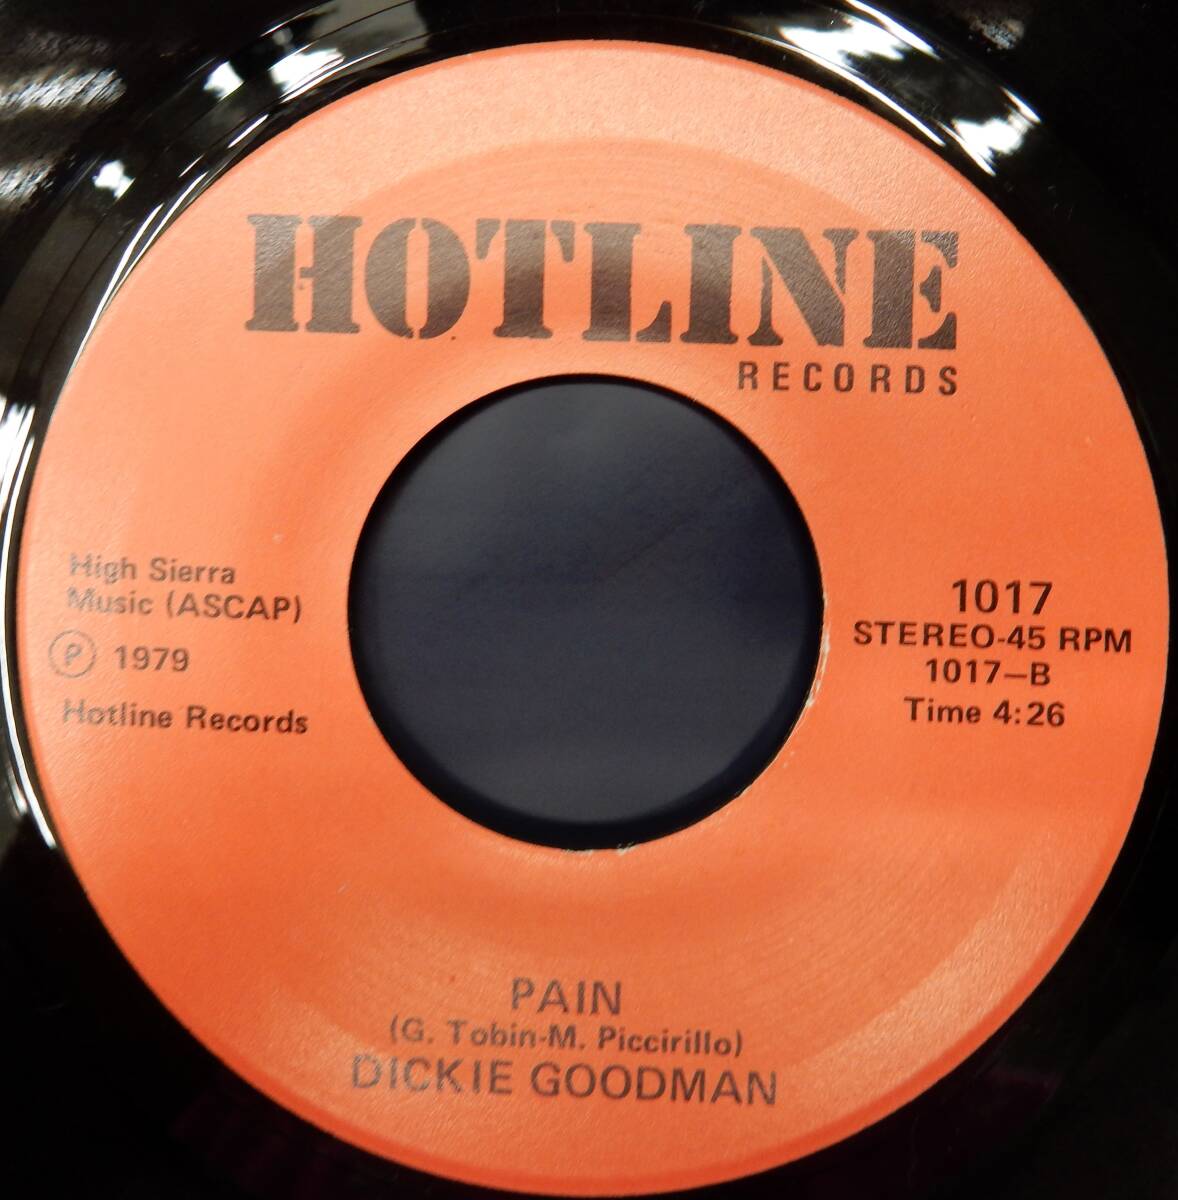 HOTLINE
RECORDS
High Sierra
Music (ASCAP)
Ⓟ 1979
Hotline Records
1017
STEREO-45 RPM
1017-B
Time 4:26
PAIN
(G. Tobin-M. Piccirillo)
DICKIE GOODMAN